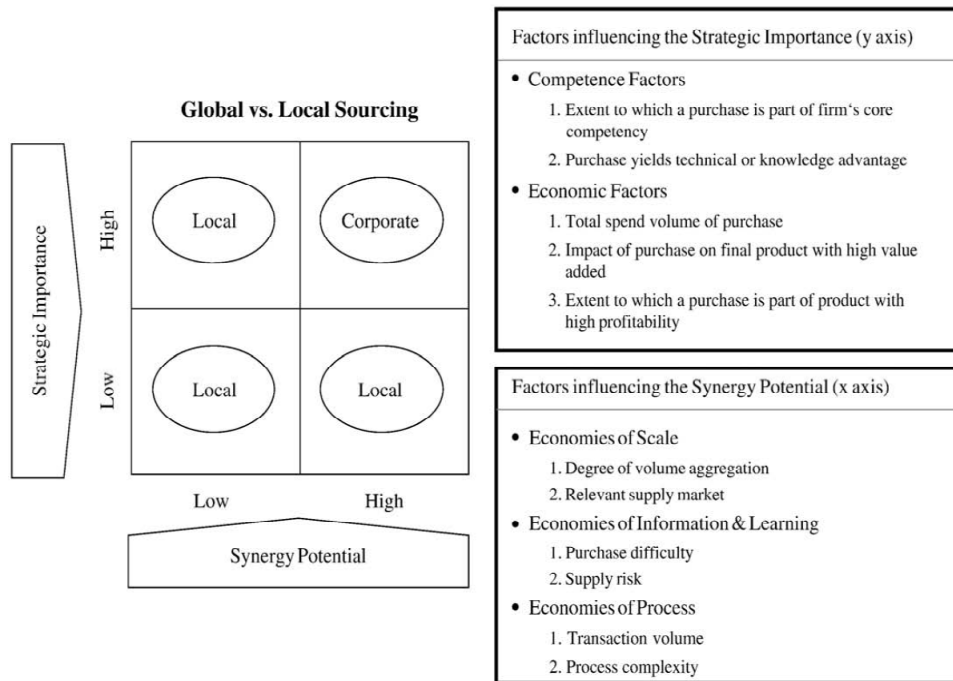 Global vs. Local Sourcing
Strategic Importance
High
Low
Local
Corporate
Local
Local
Low
High
Synergy Potential
Factors influencing the Strategic Importance (y axis)
• Competence Factors
1. Extent to which a purchase is part of firm‘s core
competency
2. Purchase yields technical or knowledge advantage
• Economic Factors
1. Total spend volume of purchase
2. Impact of purchase on final product with high value
added
3. Extent to which a purchase is part of product with
high profitability
Factors influencing the Synergy Potential (x axis)
• Economies of Scale
1. Degree of volume aggregation
2. Relevant supply market
• Economies of Information & Learning
1. Purchase difficulty
2. Supply risk
• Economies of Process
1. Transaction volume
2. Process complexity